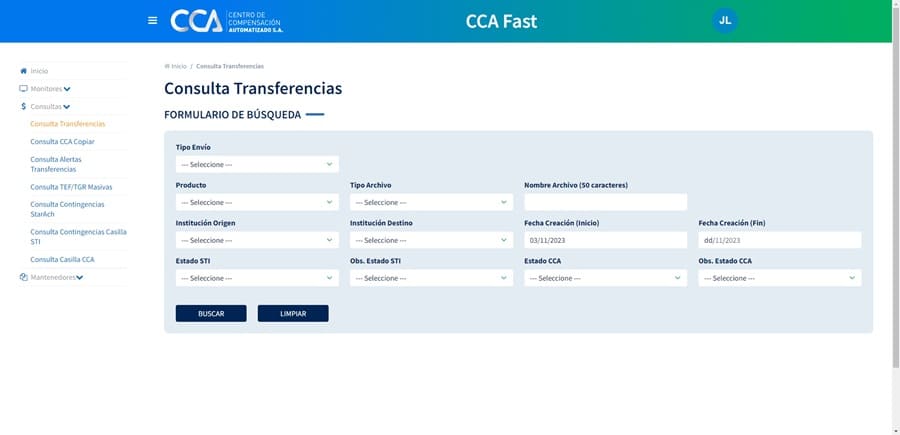 CCA
CENTRO DE
COMPENSACIÓN
AUTOMATIZADO S.A.
CCA Fast
JL
Inicio
Monitores
Consultas
Consulta Transferencias
Consulta CCA Copiar
Consulta Alertas
Transferencias
Consulta TEF/TGR Masivas
Consulta Contingencias
StarAch
Consulta Contingencias Casilla
STI
Consulta Casilla CCA
Mantenedores
Inicio / Consulta Transferencias
Consulta Transferencias
FORMULARIO DE BÚSQUEDA
Tipo Envío
--- Seleccione ---
Producto Tipo Archivo Nombre Archivo (50 caracteres)
--- Seleccione --- --- Seleccione ---
Institución Origen Institución Destino Fecha Creación (Inicio) Fecha Creación (Fin)
--- Seleccione --- --- Seleccione --- 03/11/2023 dd/11/2023
Estado STI Obs. Estado STI Estado CCA Obs. Estado CCA
--- Seleccione --- --- Seleccione --- --- Seleccione --- --- Seleccione ---
BUSCAR LIMPIAR